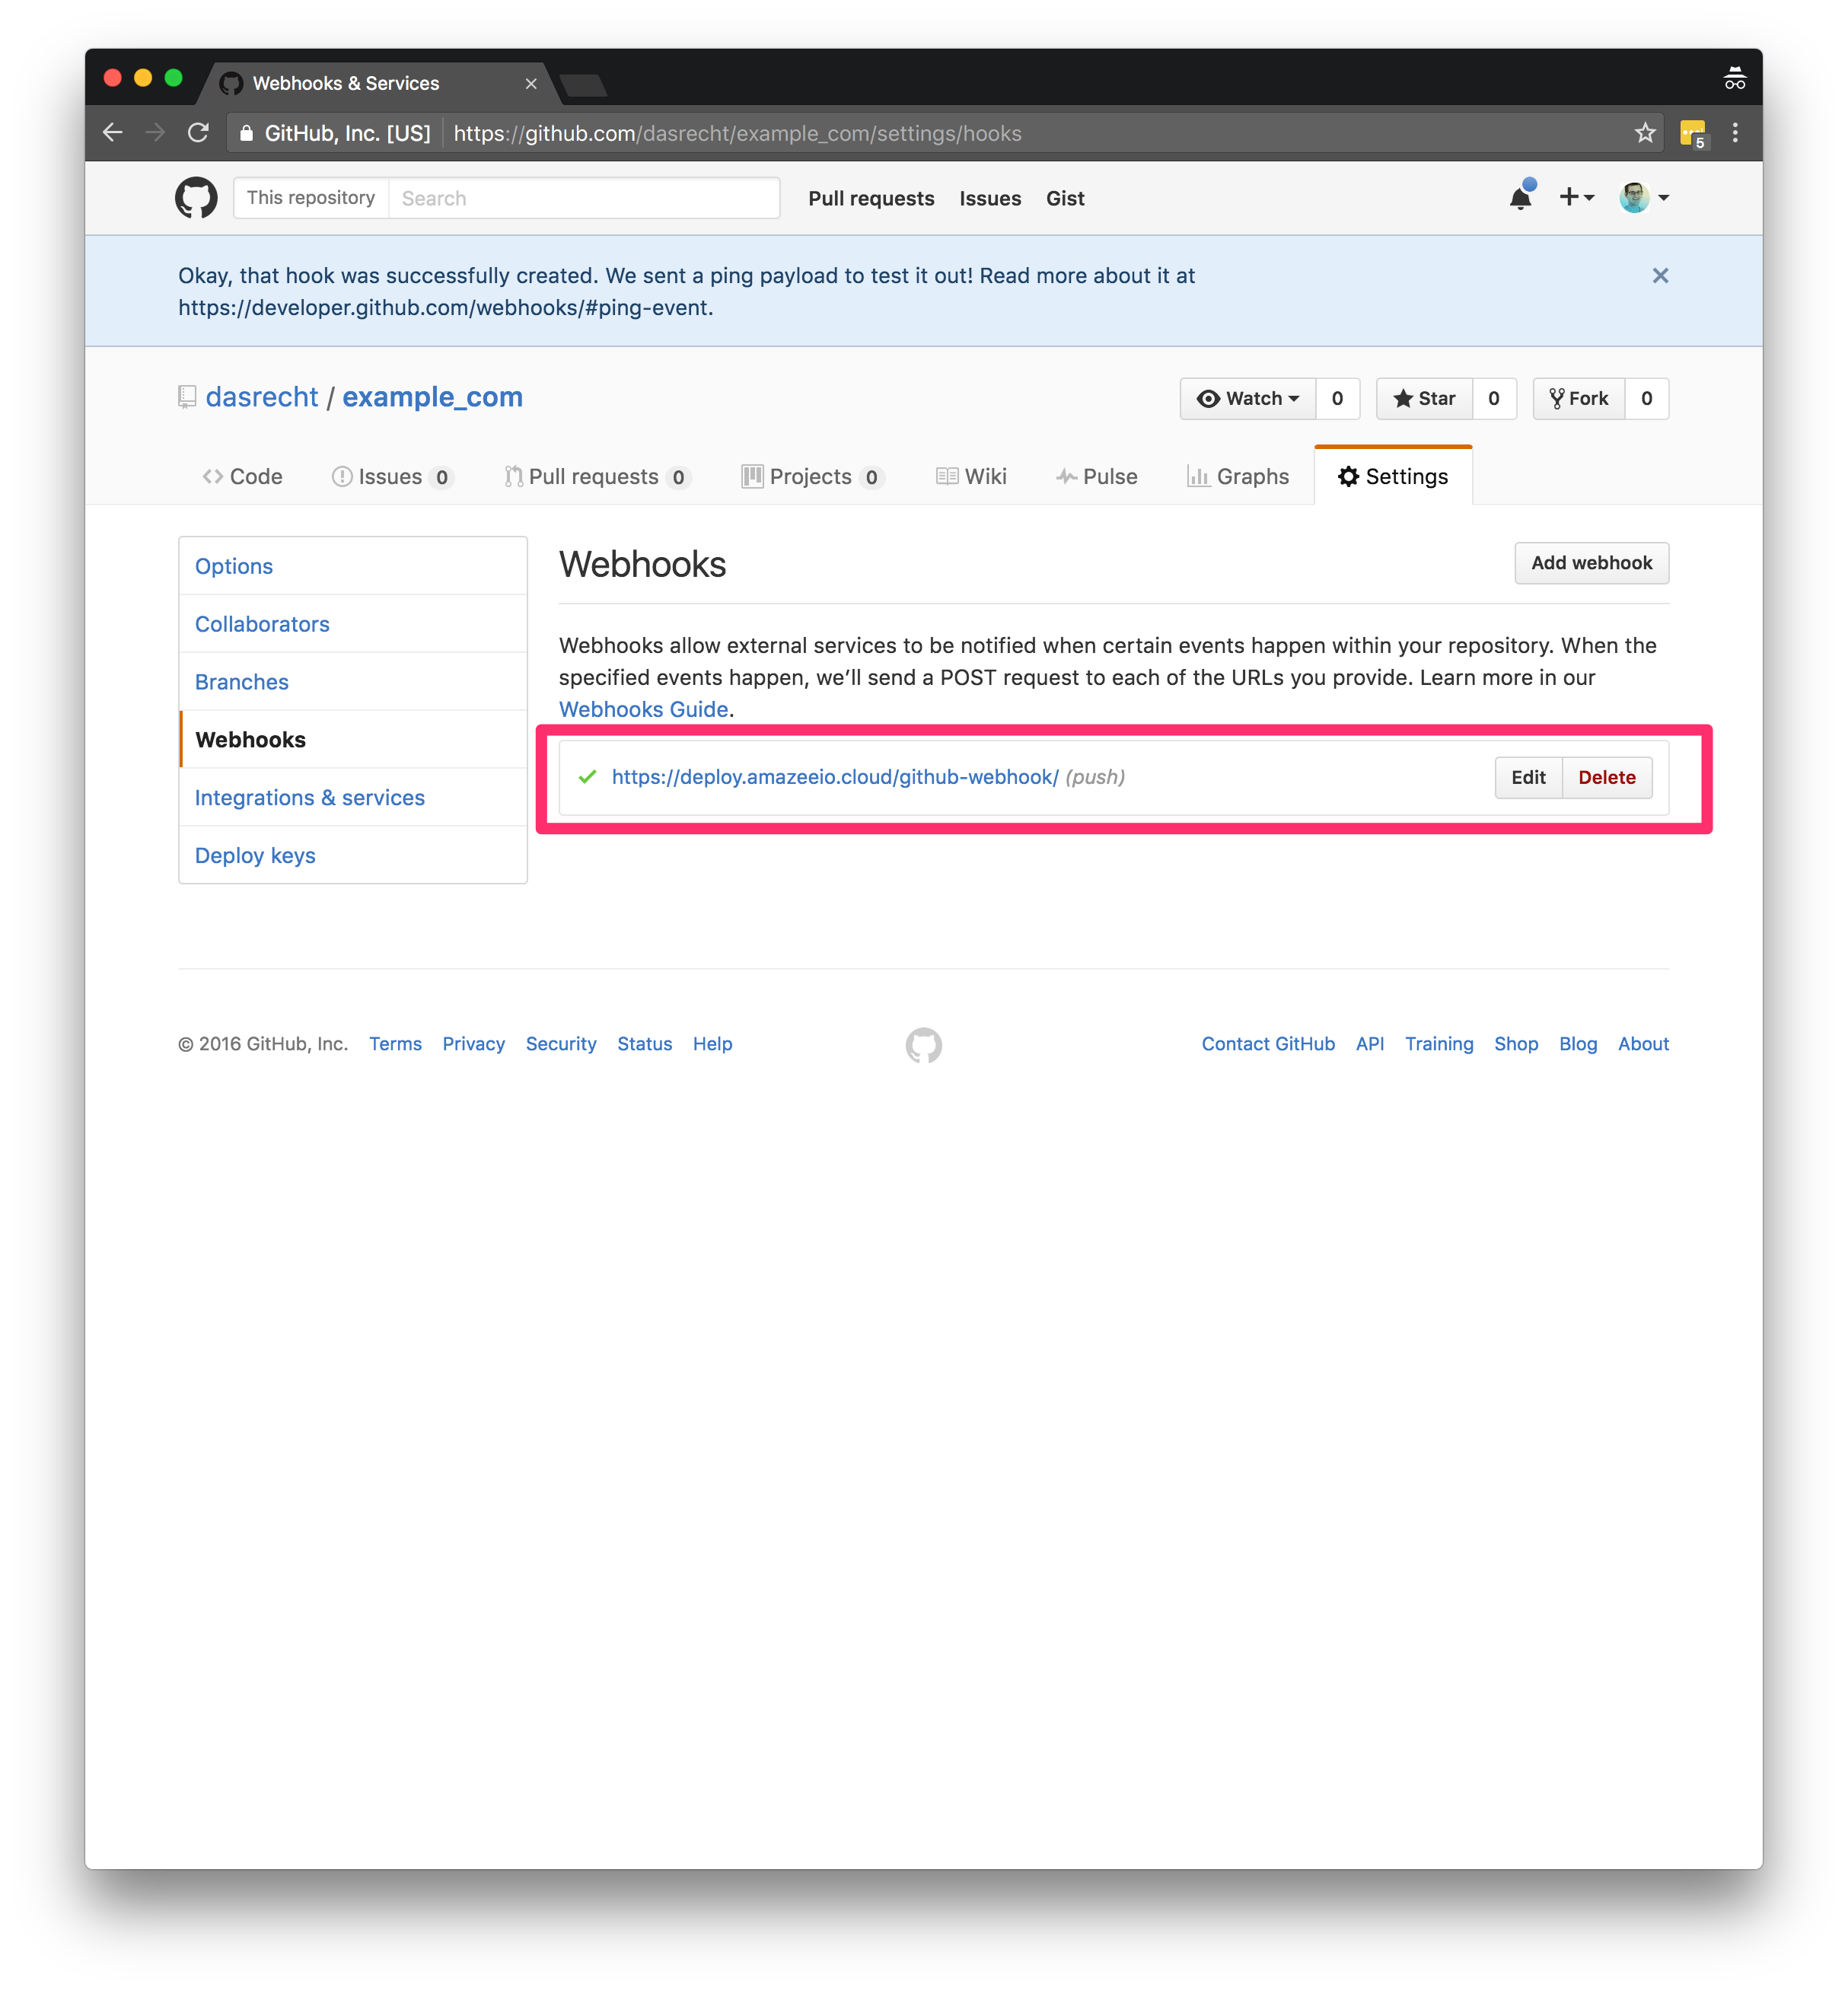 Webhooks & Services
GitHub, Inc. [US] https://github.com/dasrecht/example_com/settings/hooks
5
This repository Search Pull requests Issues Gist
Okay, that hook was successfully created. We sent a ping payload to test it out! Read more about it at
https://developer.github.com/webhooks/#ping-event.
dasrecht / example_com Watch 0 Star 0 Fork 0
Code Issues 0 Pull requests 0 Projects 0 Wiki Pulse Graphs Settings
Options
Collaborators
Branches
Webhooks
Integrations & services
Deploy keys
Webhooks Add webhook
Webhooks allow external services to be notified when certain events happen within your repository. When the
specified events happen, we’ll send a POST request to each of the URLs you provide. Learn more in our
Webhooks Guide.
https://deploy.amazeeio.cloud/github-webhook/ (push) Edit Delete
© 2016 GitHub, Inc. Terms Privacy Security Status Help Contact GitHub API Training Shop Blog About